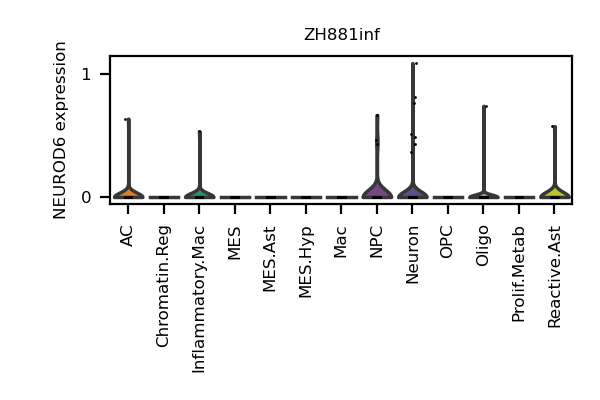 ZH881inf
NEUROD6 expression
1
0
AC
Chromatin.Reg
Inflammatory.Mac
MES
MES.Ast
MES.Hyp
Mac
NPC
Neuron
OPC
Oligo
Prolif.Metab
Reactive.Ast